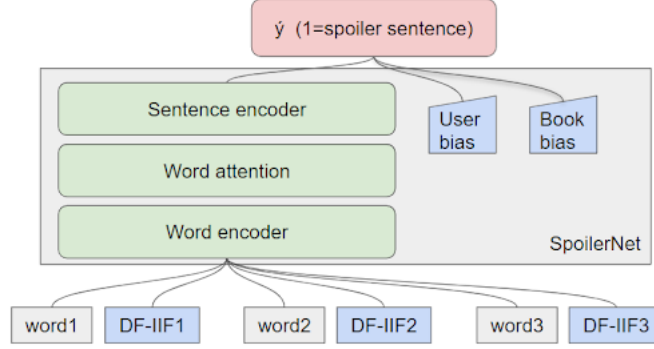 ý (1=spoiler sentence)
Sentence encoder
User
bias
Book
bias
Word attention
Word encoder
SpoilerNet
word1
DF-IIF1
word2
DF-IIF2
word3
DF-IIF3